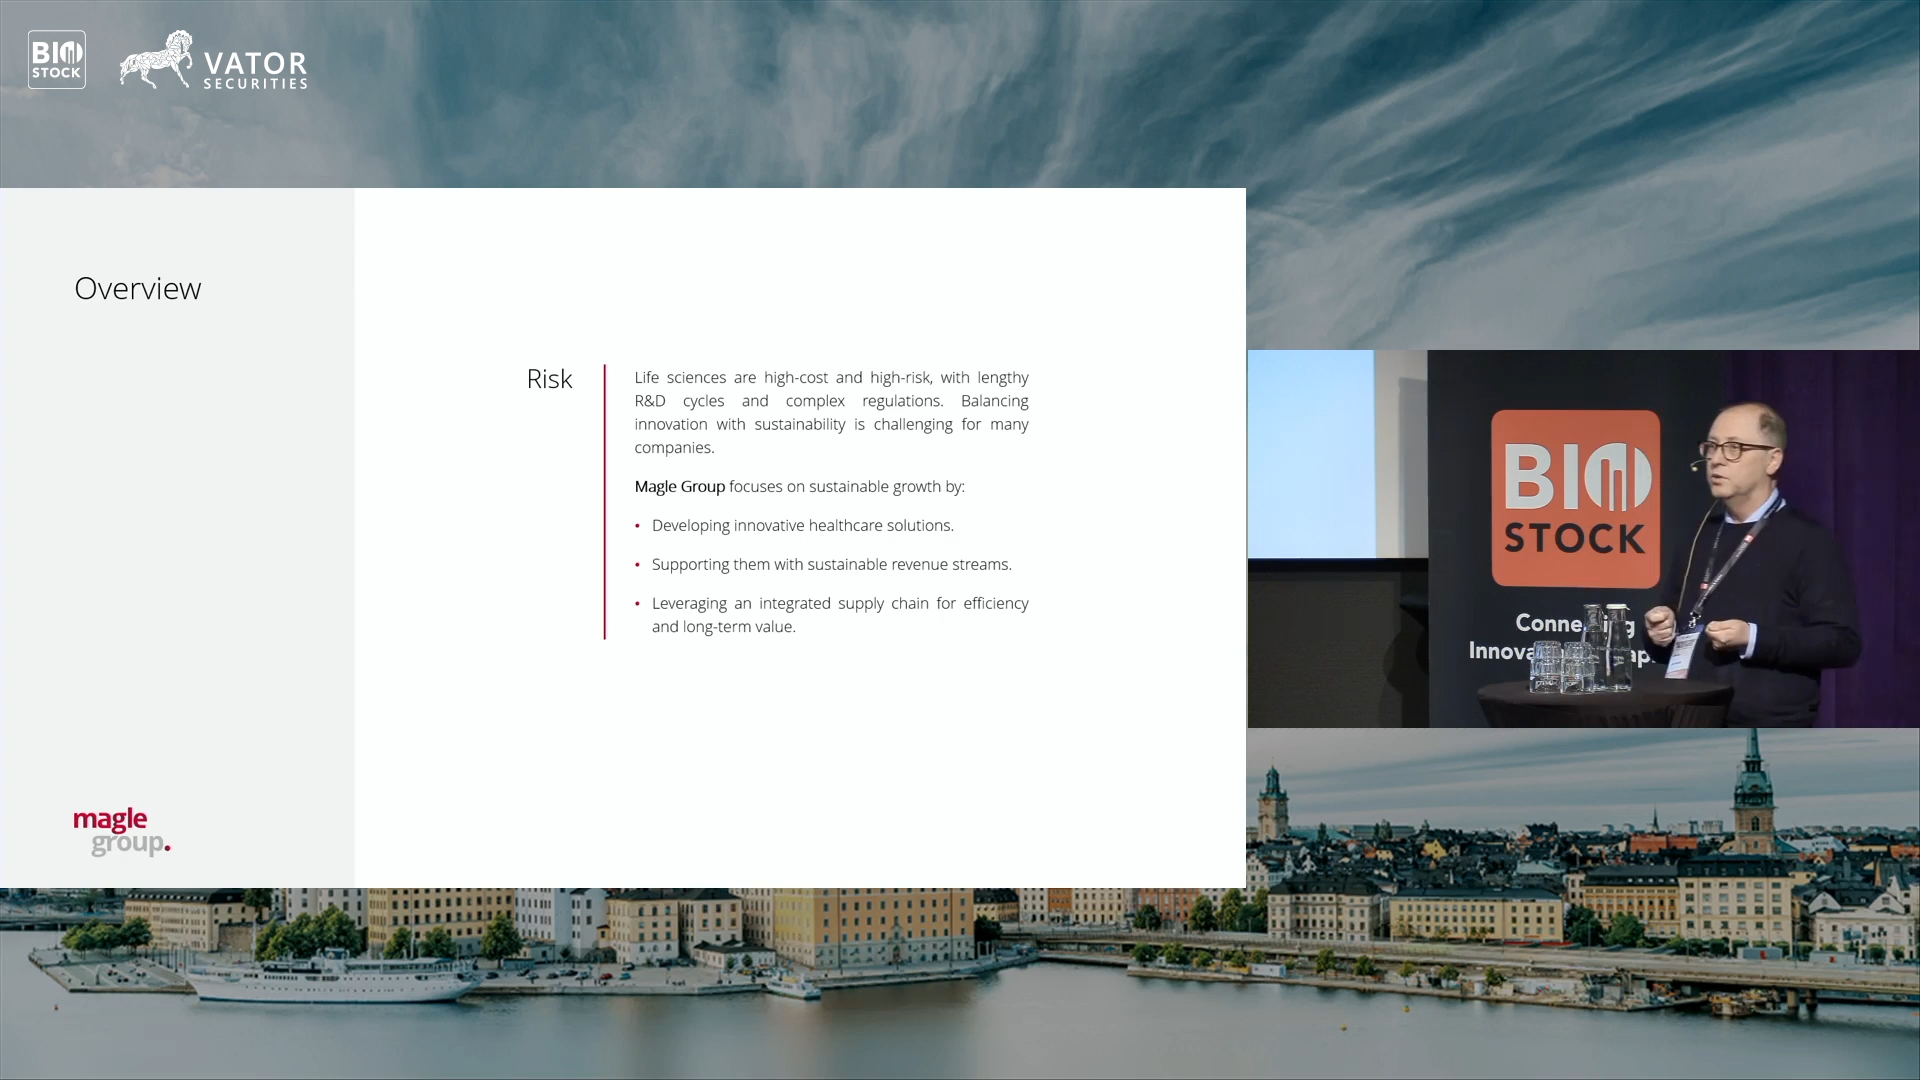 BIO
STOCK
VATOR
SECURITIES
Overview
Risk
Life sciences are high-cost and high-risk, with lengthy
R&D cycles and complex regulations. Balancing
innovation with sustainability is challenging for many
companies.
Magle Group focuses on sustainable growth by:
• Developing innovative healthcare solutions.
• Supporting them with sustainable revenue streams.
• Leveraging an integrated supply chain for efficiency
and long-term value.
magle
group.
BIO
STOCK